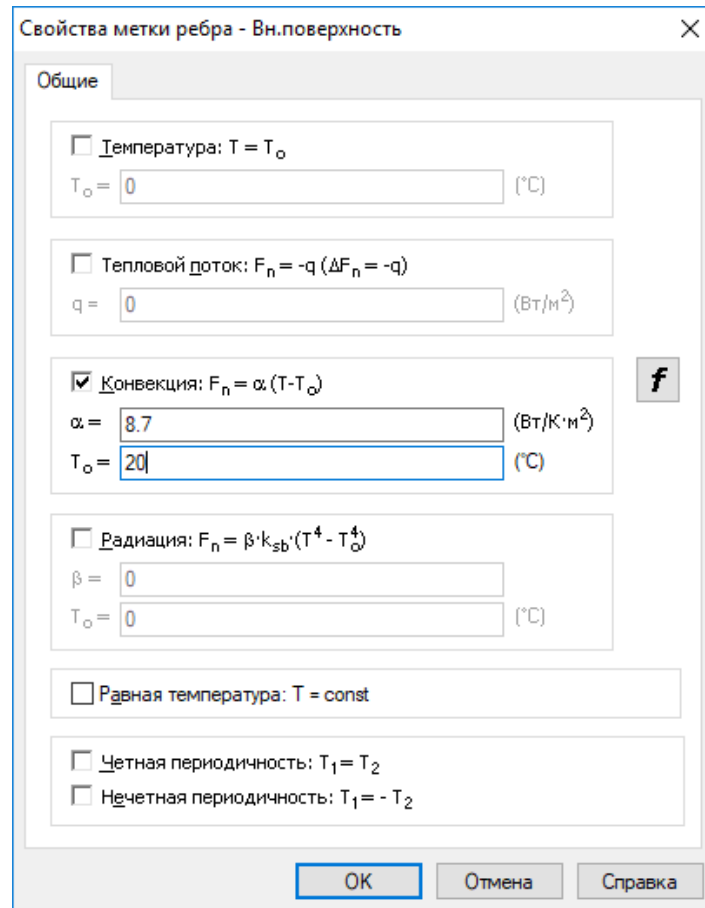 Свойства метки ребра - Вн.поверхность
Общие
Температура: T = Tₒ
Tₒ = 0 (°C)
Тепловой поток: Fₙ = -q (ΔFₙ = -q)
q = 0 (Вт/м²)
Конвекция: Fₙ = α (T-Tₒ)
f
α = 8.7 (Вт/К·м²)
Tₒ = 20 (°C)
Радиация: Fₙ = β·k_sb·(T⁴ - Tₒ⁴)
β = 0
Tₒ = 0 (°C)
Равная температура: T = const
Четная периодичность: T₁ = T₂
Нечетная периодичность: T₁ = - T₂
OK Отмена Справка